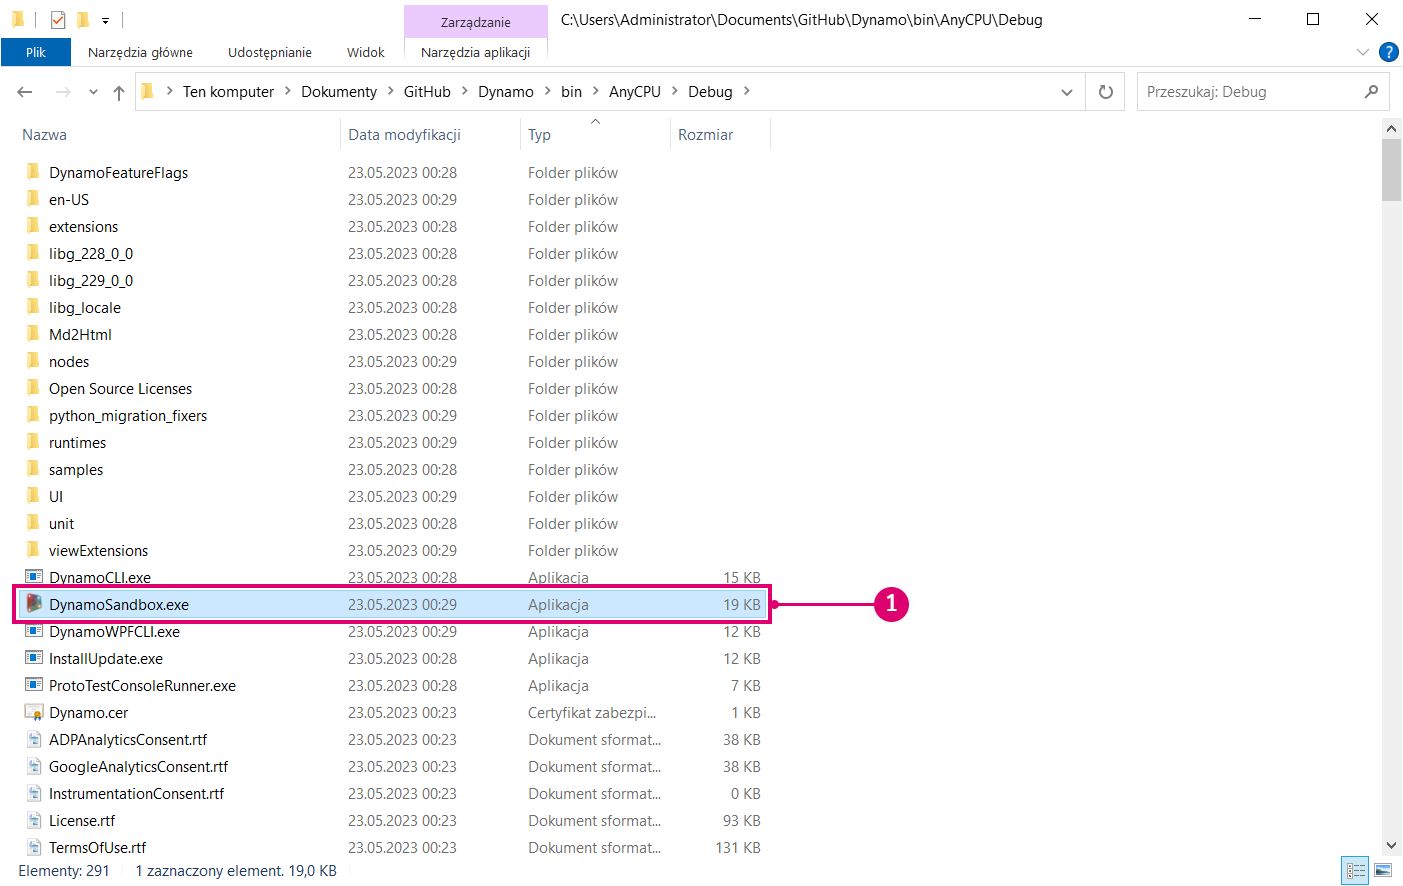 Zarządzanie
C:\Users\Administrator\Documents\GitHub\Dynamo\bin\AnyCPU\Debug
Plik
Narzędzia główne
Udostępnianie
Widok
Narzędzia aplikacji
?
Ten komputer > Dokumenty > GitHub > Dynamo > bin > AnyCPU > Debug >
Przeszukaj: Debug
Nazwa Data modyfikacji Typ Rozmiar
DynamoFeatureFlags 23.05.2023 00:28 Folder plików
en-US 23.05.2023 00:29 Folder plików
extensions 23.05.2023 00:28 Folder plików
libg_228_0_0 23.05.2023 00:28 Folder plików
libg_229_0_0 23.05.2023 00:28 Folder plików
libg_locale 23.05.2023 00:28 Folder plików
Md2Html 23.05.2023 00:28 Folder plików
nodes 23.05.2023 00:29 Folder plików
Open Source Licenses 23.05.2023 00:28 Folder plików
python_migration_fixers 23.05.2023 00:29 Folder plików
runtimes 23.05.2023 00:29 Folder plików
samples 23.05.2023 00:28 Folder plików
UI 23.05.2023 00:29 Folder plików
unit 23.05.2023 00:28 Folder plików
viewExtensions 23.05.2023 00:29 Folder plików
DynamoCLI.exe 23.05.2023 00:28 Aplikacja 15 KB
DynamoSandbox.exe 23.05.2023 00:29 Aplikacja 19 KB
1
DynamoWPFCLI.exe 23.05.2023 00:29 Aplikacja 12 KB
InstallUpdate.exe 23.05.2023 00:28 Aplikacja 12 KB
ProtoTestConsoleRunner.exe 23.05.2023 00:28 Aplikacja 7 KB
Dynamo.cer 23.05.2023 00:23 Certyfikat zabezpi... 1 KB
ADPAnalyticsConsent.rtf 23.05.2023 00:23 Dokument sformat... 38 KB
GoogleAnalyticsConsent.rtf 23.05.2023 00:23 Dokument sformat... 38 KB
InstrumentationConsent.rtf 23.05.2023 00:23 Dokument sformat... 0 KB
License.rtf 23.05.2023 00:23 Dokument sformat... 93 KB
TermsOfUse.rtf 23.05.2023 00:23 Dokument sformat... 131 KB
Elementy: 291 1 zaznaczony element. 19,0 KB